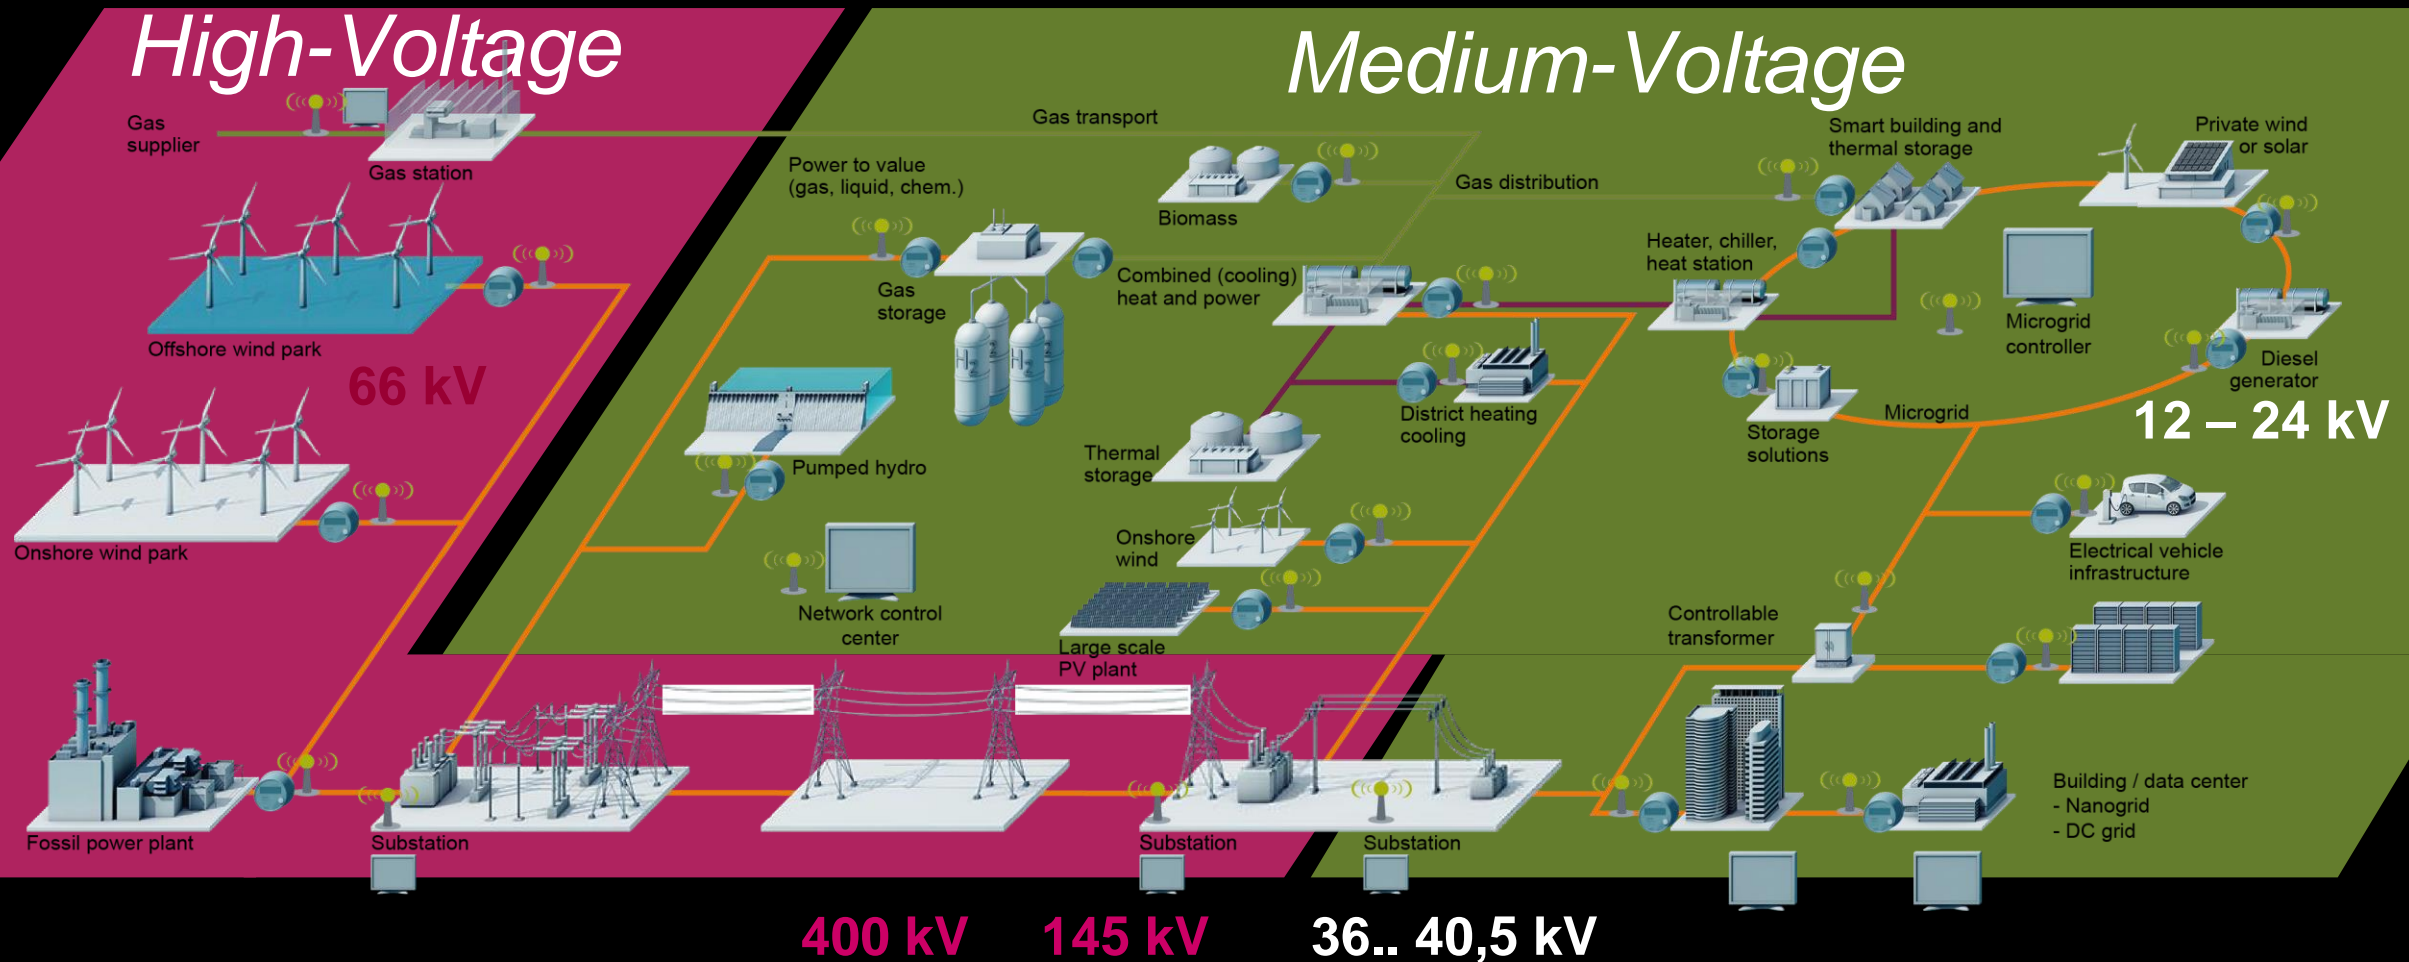 High-Voltage
Medium-Voltage
Gas
supplier
Gas station
Gas transport
Power to value
(gas, liquid, chem.)
Biomass
Gas distribution
Smart building and
thermal storage
Private wind
or solar
Offshore wind park
66 kV
Gas
storage
H2
H2
Combined (cooling)
heat and power
Heater, chiller,
heat station
Microgrid
controller
Diesel
generator
12 – 24 kV
Onshore wind park
Pumped hydro
District heating
cooling
Thermal
storage
Storage
solutions
Microgrid
Onshore
wind
Electrical vehicle
infrastructure
Network control
center
Large scale
PV plant
Controllable
transformer
Fossil power plant
Substation
Substation
Substation
Building / data center
- Nanogrid
- DC grid
400 kV
145 kV
36.. 40,5 kV